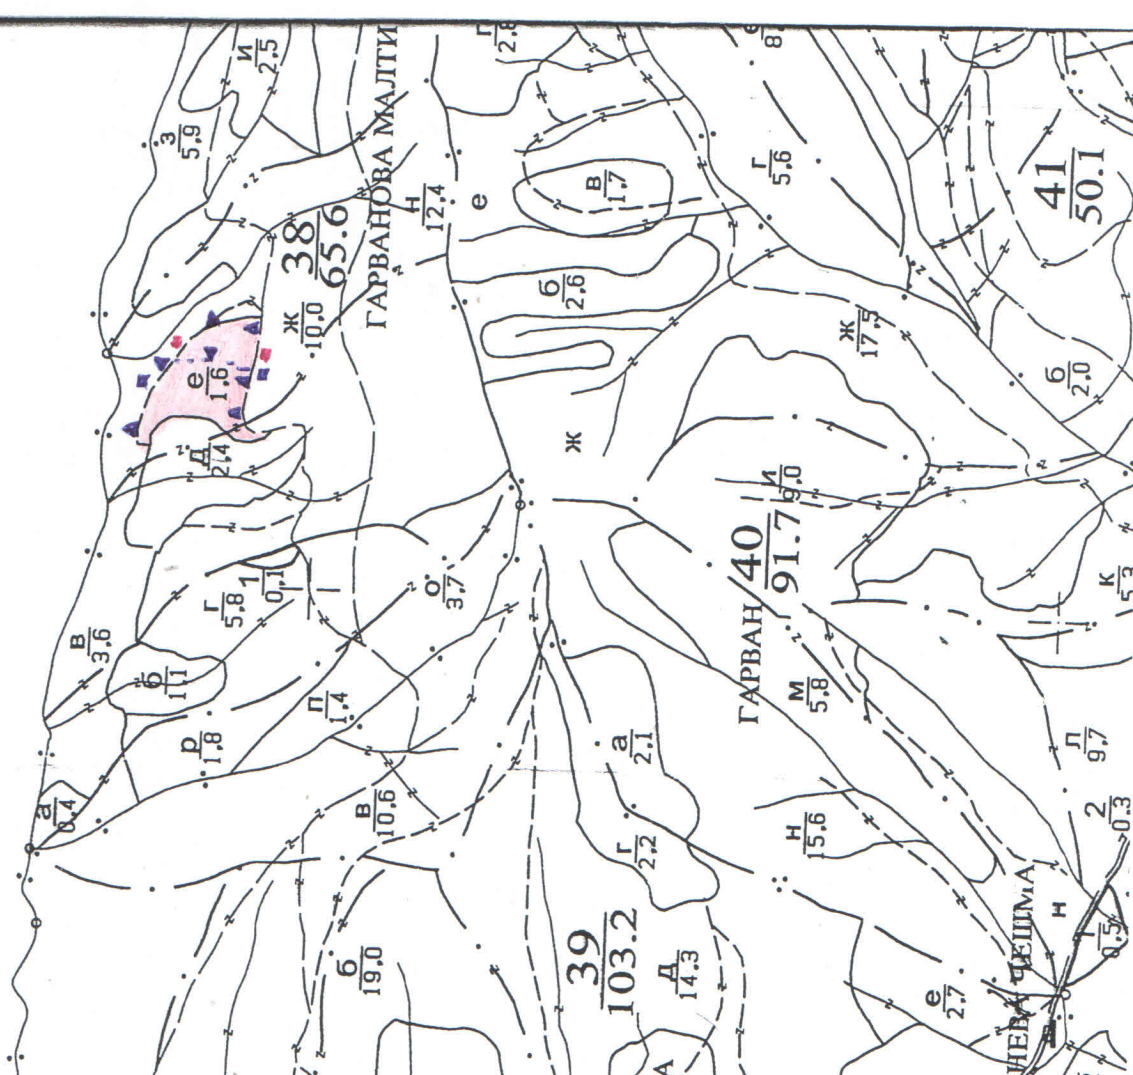 и
2,5
з
5,9
38
65.6
ГАРВАНОВА МАЛТИ
ж
10,0
е
1,6
д
2,4
г
5,8
1
0,1
в
3,6
б
1,1
р
1,8
п
1,4
а
0,4
о
3,7
н
12,4
е
в
1,7
б
2,6
г
5,6
41
50.1
ж
17,5
б
2,0
ж
и
9,0
40
91.7
ГАРВАН
м
5,8
к
5,3
л
9,7
2
0,3
а
2,1
г
2,2
в
10,6
б
19,0
39
103.2
д
14,3
н
15,6
е
2,7
н
ЧЕШМА